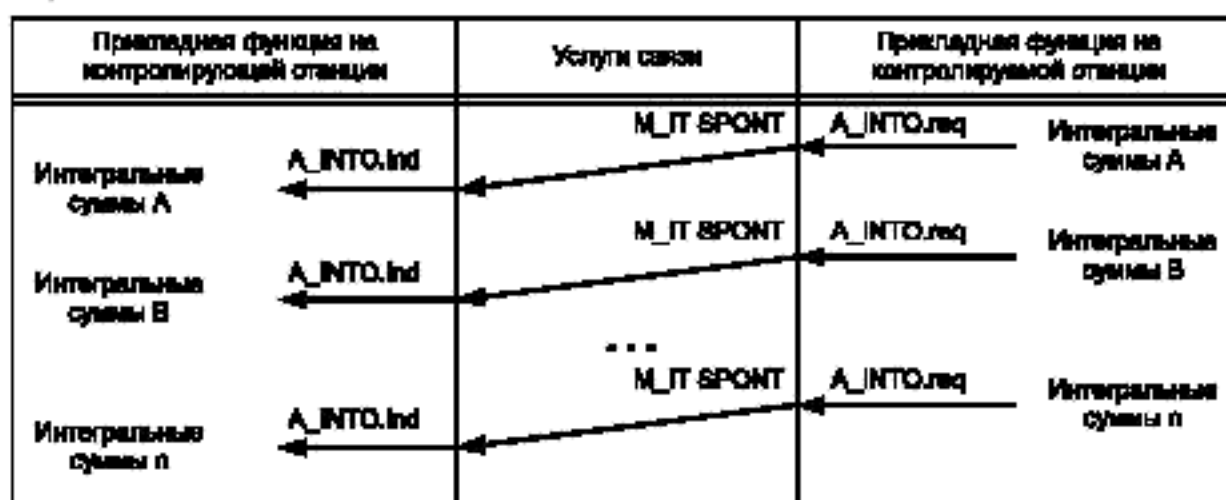 Прикладная функция на
контролирующей станции
Услуги связи
Прикладная функция на
контролируемой станции
M_IT SPONT
A_INTO.req
Интегральные
суммы A
A_INTO.ind
Интегральные
суммы A
M_IT SPONT
A_INTO.req
Интегральные
суммы B
A_INTO.ind
Интегральные
суммы B
...
M_IT SPONT
A_INTO.req
Интегральные
суммы n
A_INTO.ind
Интегральные
суммы n